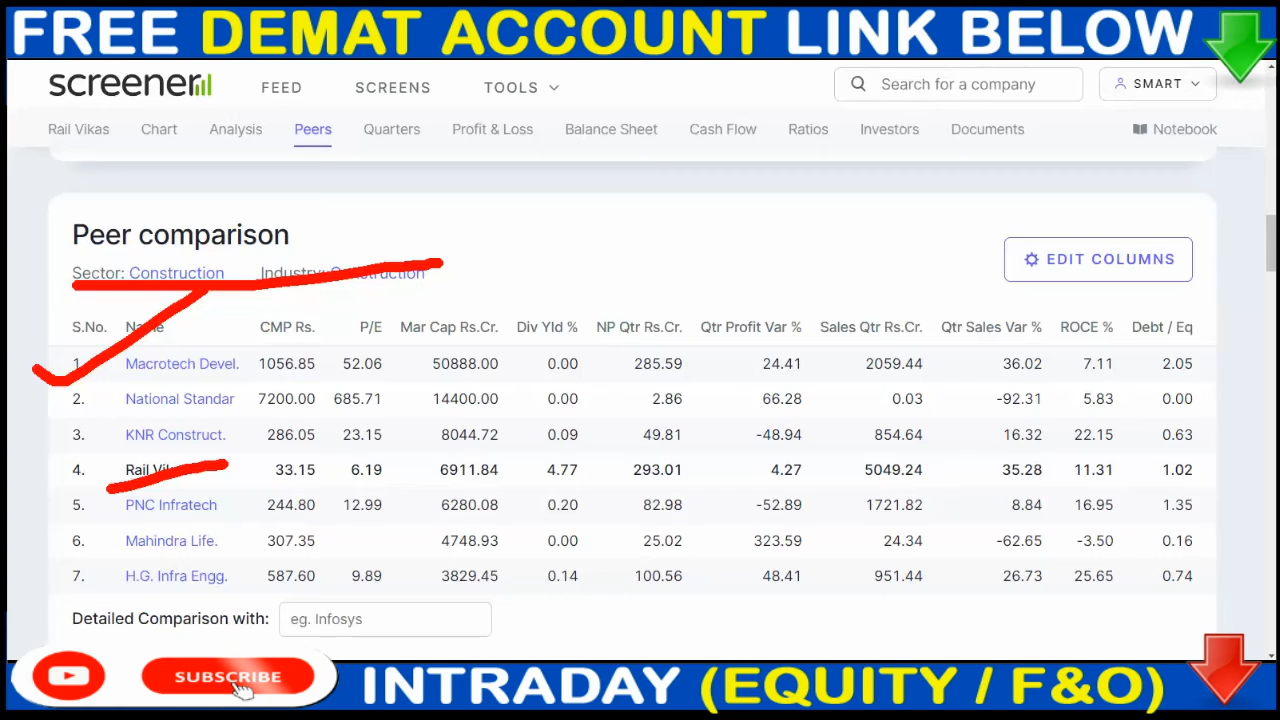 FREE DEMAT ACCOUNT LINK BELOW
screener FEED SCREENS TOOLS Search for a company SMART
Rail Vikas Chart Analysis Peers Quarters Profit & Loss Balance Sheet Cash Flow Ratios Investors Documents Notebook
Peer comparison
Sector: Construction Industry: Construction
EDIT COLUMNS
S.No. Name CMP Rs. P/E Mar Cap Rs.Cr. Div Yld % NP Qtr Rs.Cr. Qtr Profit Var % Sales Qtr Rs.Cr. Qtr Sales Var % ROCE % Debt / Eq
1. Macrotech Devel. 1056.85 52.06 50888.00 0.00 285.59 24.41 2059.44 36.02 7.11 2.05
2. National Standar 7200.00 685.71 14400.00 0.00 2.86 66.28 0.03 -92.31 5.83 0.00
3. KNR Construct. 286.05 23.15 8044.72 0.09 49.81 -48.94 854.64 16.32 22.15 0.63
4. Rail Vikas 33.15 6.19 6911.84 4.77 293.01 4.27 5049.24 35.28 11.31 1.02
5. PNC Infratech 244.80 12.99 6280.08 0.20 82.98 -52.89 1721.82 8.84 16.95 1.35
6. Mahindra Life. 307.35 4748.93 0.00 25.02 323.59 24.34 -62.65 -3.50 0.16
7. H.G. Infra Engg. 587.60 9.89 3829.45 0.14 100.56 48.41 951.44 26.73 25.65 0.74
Detailed Comparison with: eg. Infosys
SUBSCRIBE INTRADAY (EQUITY / F&O)